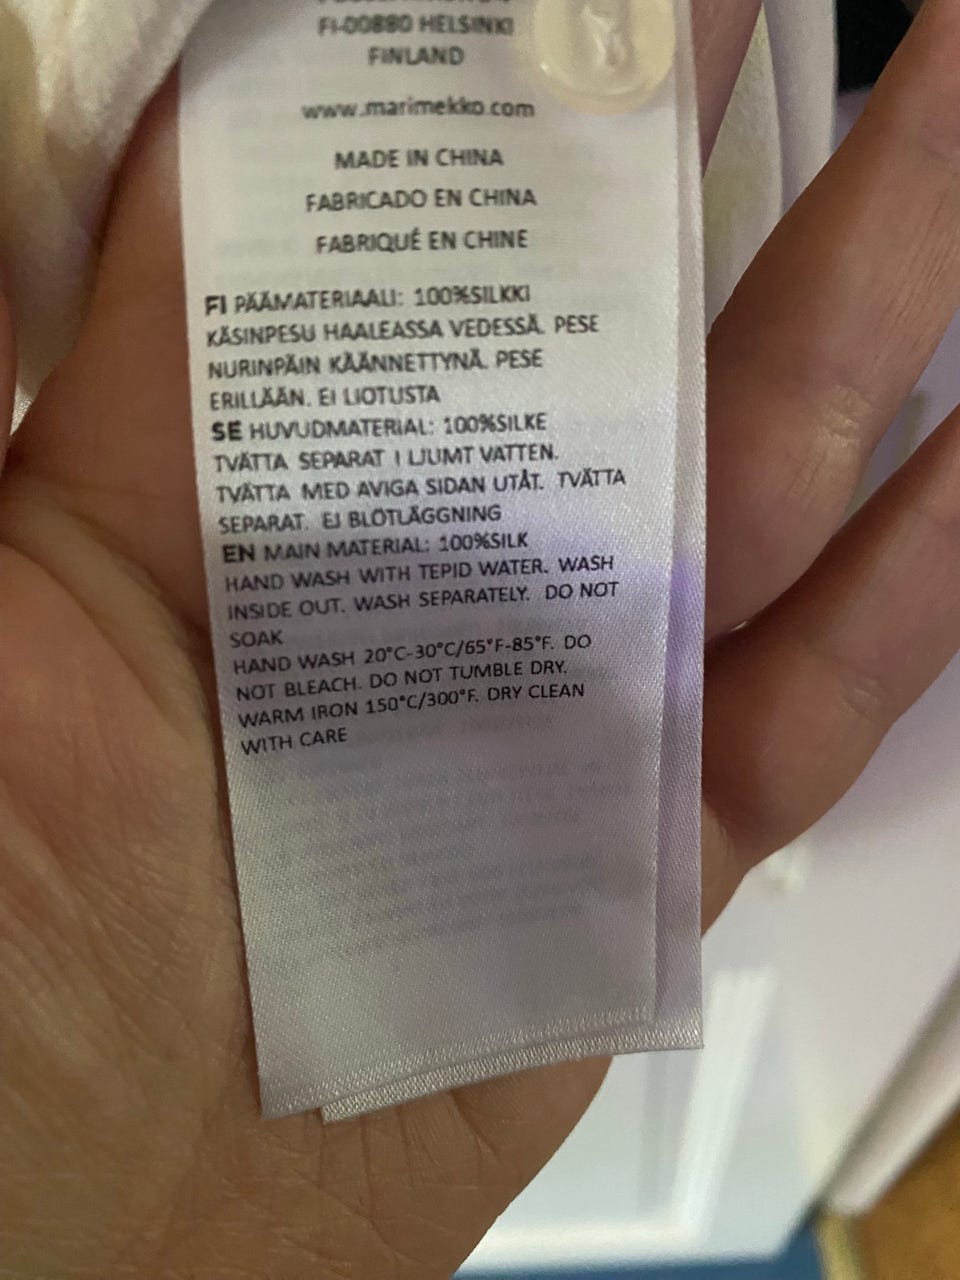 FI-00880 HELSINKI
FINLAND
www.marimekko.com
MADE IN CHINA
FABRICADO EN CHINA
FABRIQUÉ EN CHINE
FI PÄÄMATERIAALI: 100%SILKKI
KÄSINPESU HAALEASSA VEDESSÄ. PESE
NURINPÄIN KÄÄNNETTYNÄ. PESE
ERILLÄÄN. EI LIOTUSTA
SE HUVUDMATERIAL: 100%SILKE
TVÄTTA SEPARAT I LJUMT VATTEN.
TVÄTTA MED AVIGA SIDAN UTÅT. TVÄTTA
SEPARAT. EJ BLÖTLÄGGNING
EN MAIN MATERIAL: 100%SILK
HAND WASH WITH TEPID WATER. WASH
INSIDE OUT. WASH SEPARATELY. DO NOT
SOAK
HAND WASH 20°C-30°C/65°F-85°F. DO
NOT BLEACH. DO NOT TUMBLE DRY.
WARM IRON 150°C/300°F. DRY CLEAN
WITH CARE